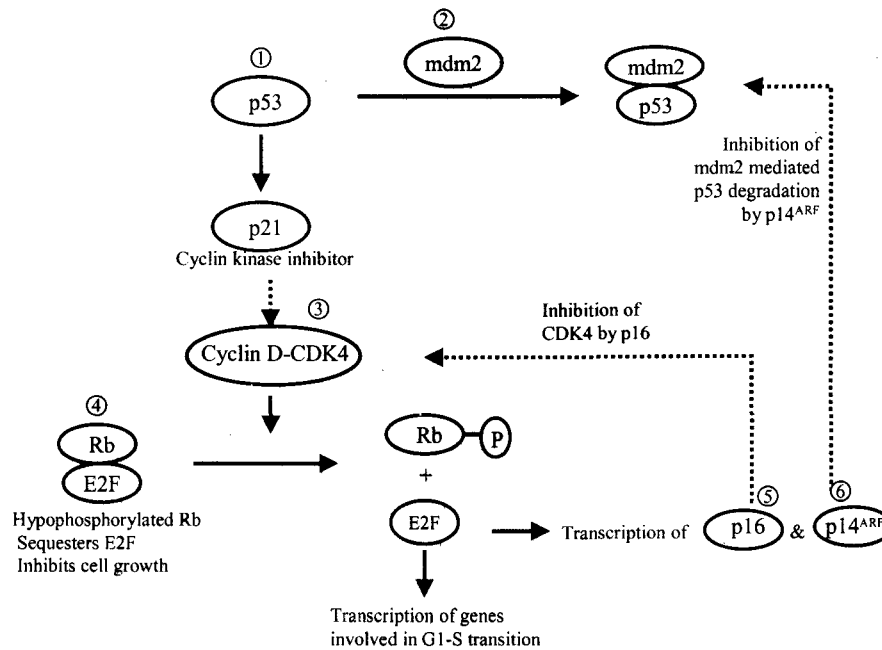 ①
p53
②
mdm2
mdm2
p53
Inhibition of
mdm2 mediated
p53 degradation
by p14ARF
p21
Cyclin kinase inhibitor
③
Cyclin D-CDK4
Inhibition of
CDK4 by p16
④
Rb
E2F
Hypophosphorylated Rb
Sequesters E2F
Inhibits cell growth
Rb
P
+
E2F
Transcription of
⑤
p16
&
⑥
p14ARF
Transcription of genes
involved in G1-S transition